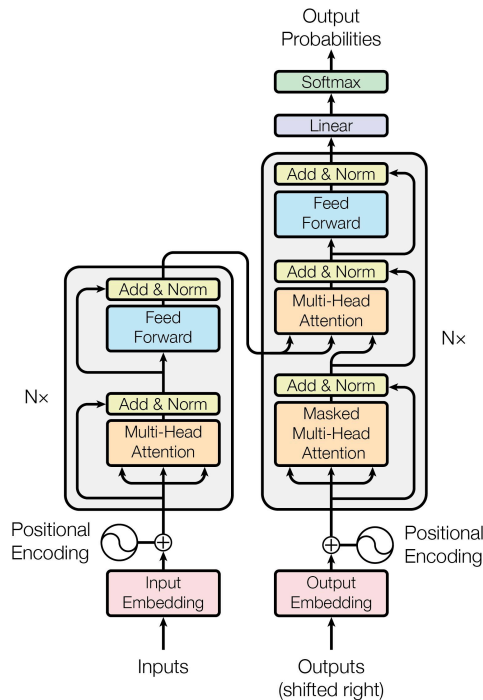 Output
Probabilities
Softmax
Linear
Add & Norm
Feed
Forward
Add & Norm
Multi-Head
Attention
Add & Norm
Masked
Multi-Head
Attention
N×
Add & Norm
Feed
Forward
Add & Norm
Multi-Head
Attention
N×
Positional
Encoding
Positional
Encoding
Input
Embedding
Output
Embedding
Inputs
Outputs
(shifted right)